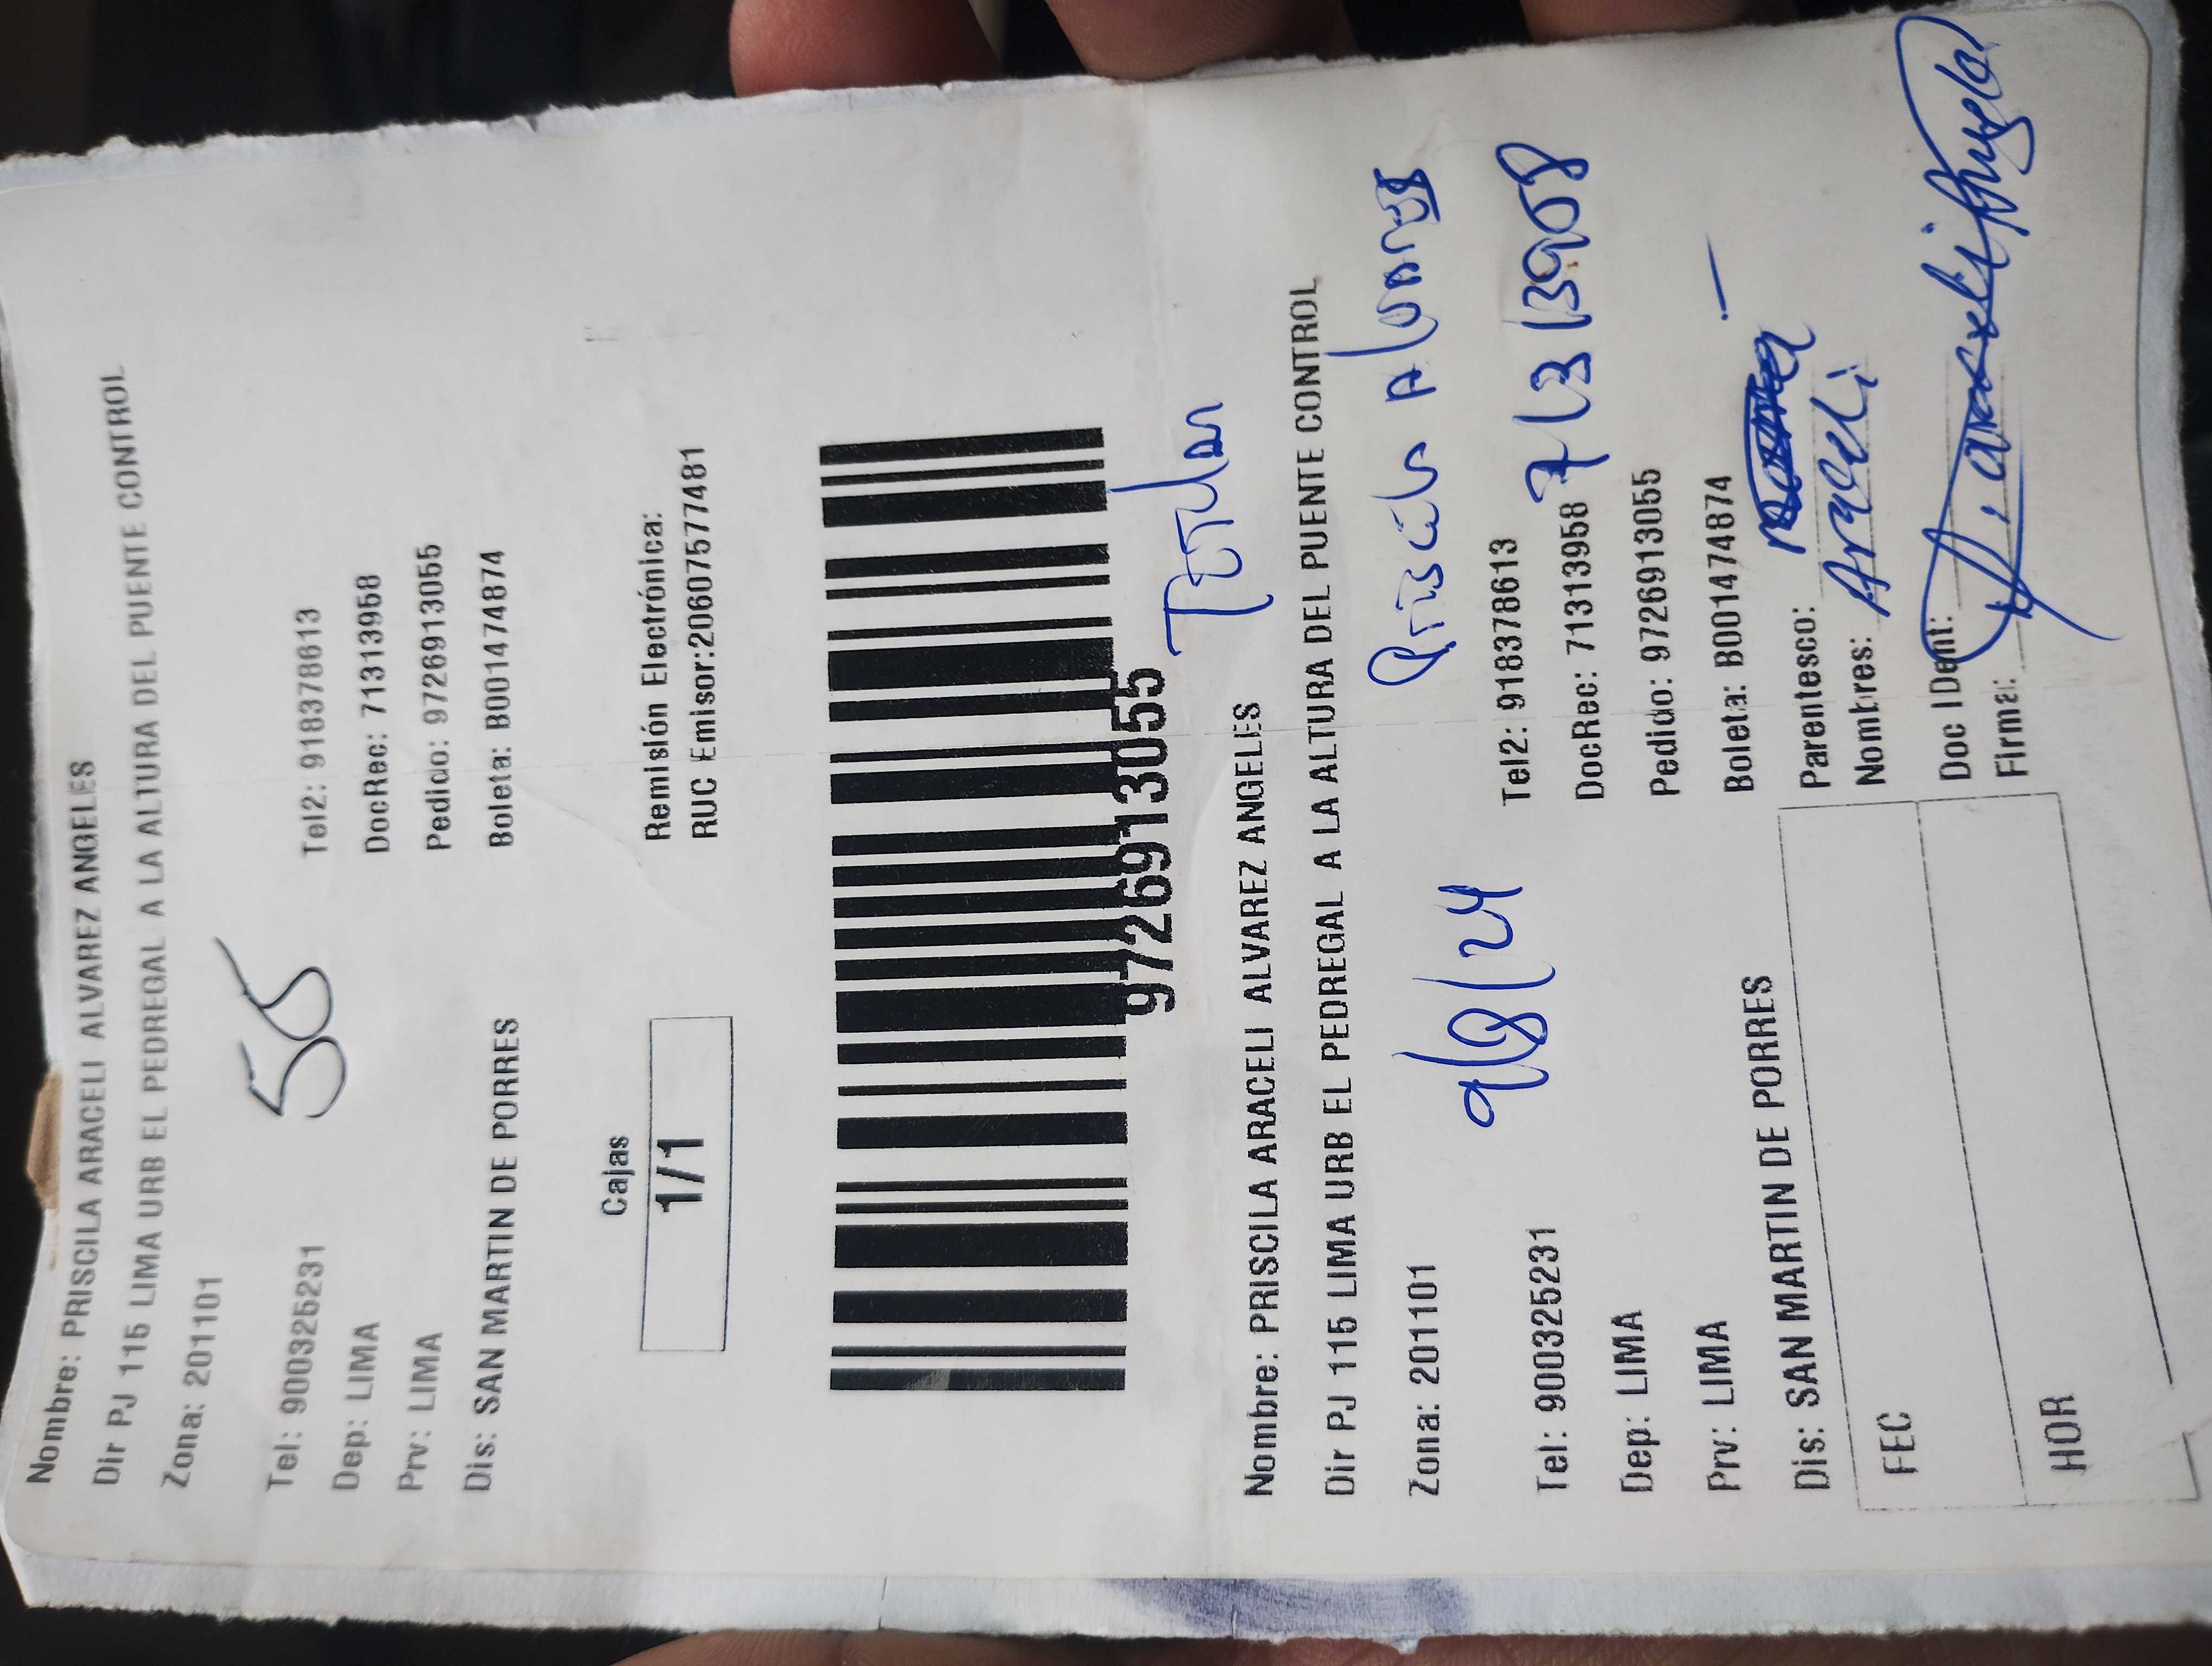 Nombre: PRISCILA ARACELI ALVAREZ ANGELES
Dir PJ 115 LIMA URB EL PEDREGAL A LA ALTURA DEL PUENTE CONTROL
Zona: 201101
55
Tel: 900325231 Tel2: 918378613
Dep: LIMA DocRec: 71313958
Prv: LIMA Pedido: 9726913055
Dis: SAN MARTIN DE PORRES Boleta: B001474874
Cajas Remisión Electrónica:
1/1 RUC Emisor:20607577481
9726913055
Titular
Nombre: PRISCILA ARACELI ALVAREZ ANGELES
Dir PJ 115 LIMA URB EL PEDREGAL A LA ALTURA DEL PUENTE CONTROL
Zona: 201101 Priscila Alvarez
9/8/24
Tel: 900325231 Tel2: 918378613
Dep: LIMA DocRec: 71313958 71313958
Prv: LIMA Pedido: 9726913055
Dis: SAN MARTIN DE PORRES Boleta: B001474874
Parentesco:
FEC Nombres: Araceli
Doc IDent:
HOR Firma: